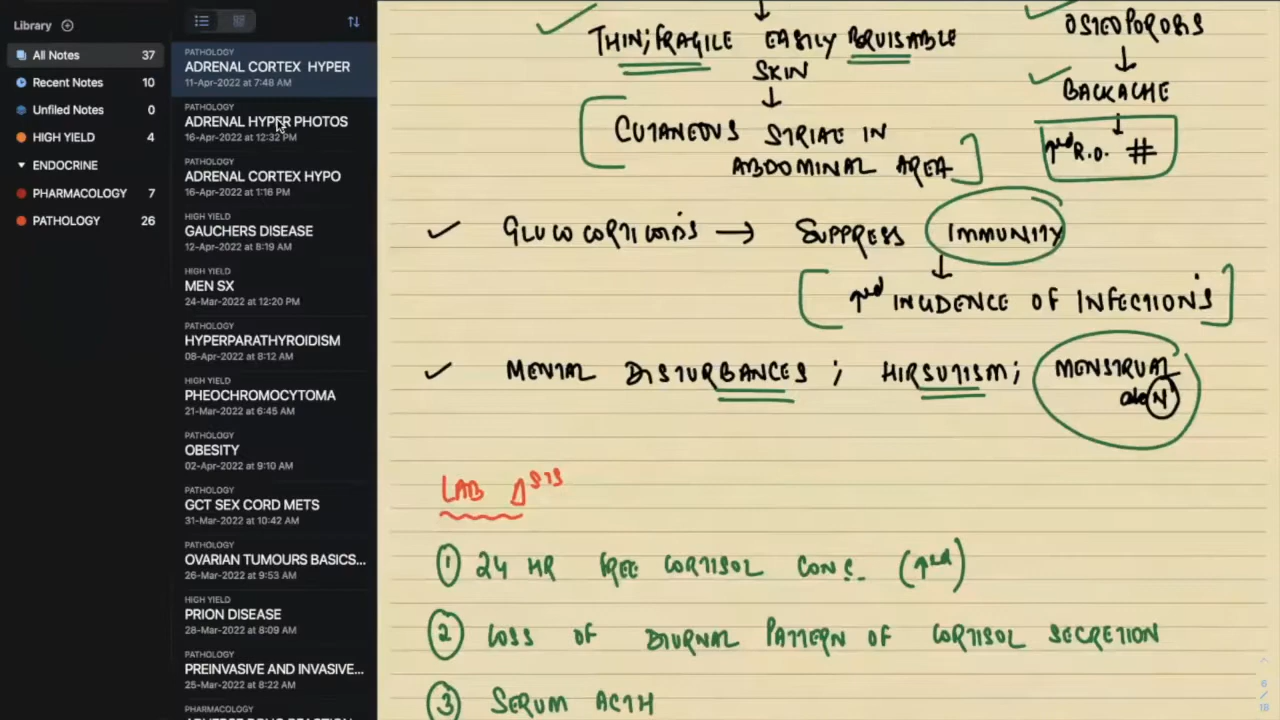 Library
All Notes 37
Recent Notes 10
Unfiled Notes 0
HIGH YIELD 4
ENDOCRINE
PHARMACOLOGY 7
PATHOLOGY 26
PATHOLOGY
ADRENAL CORTEX HYPER
11-Apr-2022 at 7:48 AM
PATHOLOGY
ADRENAL HYPER PHOTOS
16-Apr-2022 at 12:32 PM
PATHOLOGY
ADRENAL CORTEX HYPO
16-Apr-2022 at 1:16 PM
HIGH YIELD
GAUCHERS DISEASE
12-Apr-2022 at 8:19 AM
HIGH YIELD
MEN SX
24-Mar-2022 at 12:20 PM
PATHOLOGY
HYPERPARATHYROIDISM
08-Apr-2022 at 8:12 AM
HIGH YIELD
PHEOCHROMOCYTOMA
21-Mar-2022 at 6:45 AM
PATHOLOGY
OBESITY
02-Apr-2022 at 9:10 AM
PATHOLOGY
GCT SEX CORD METS
31-Mar-2022 at 10:42 AM
PATHOLOGY
OVARIAN TUMOURS BASICS...
26-Mar-2022 at 9:53 AM
HIGH YIELD
PRION DISEASE
28-Mar-2022 at 8:09 AM
PATHOLOGY
PREINVASIVE AND INVASIVE...
25-Mar-2022 at 8:22 AM
PHARMACOLOGY
↓
THIN; FRAGILE EASILY BRUISABLE
SKIN
↓
CUTANEOUS STRIAE IN
ABDOMINAL AREA
OSTEOPOROSIS
↓
BACKACHE
↓
↑ed R.O. #
GLUCOCORTICOIDS → SUPPRESS IMMUNITY
↓
↑ed INCIDENCE OF INFECTIONS
MENTAL DISTURBANCES ; HIRSUTISM; MENSTRUAL
abN
LAB Δsis
① 24 HR FREE CORTISOL CONC. (↑ed)
② LOSS OF DIURNAL PATTERN OF CORTISOL SECRETION
③ SERUM ACTH
6
/
18